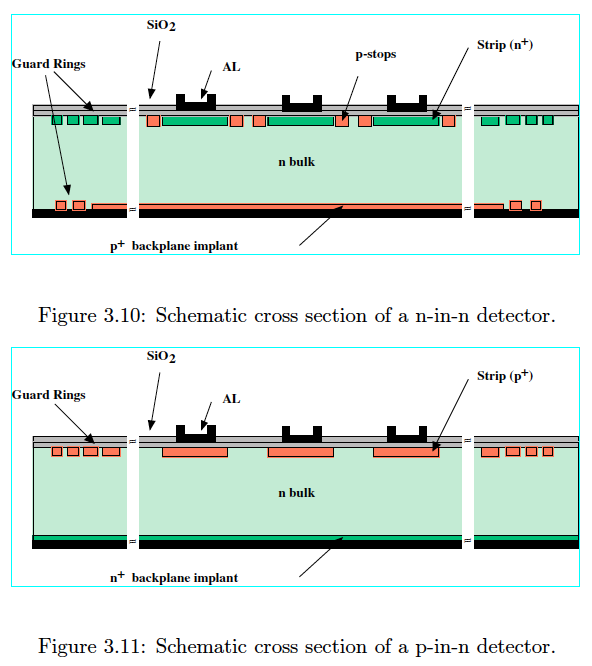 SiO2
Guard Rings
AL
p-stops
Strip (n+)
n bulk
≈
≈
≈
≈
p+ backplane implant
Figure 3.10: Schematic cross section of a n-in-n detector.
SiO2
Guard Rings
AL
Strip (p+)
n bulk
≈
≈
≈
≈
n+ backplane implant
Figure 3.11: Schematic cross section of a p-in-n detector.